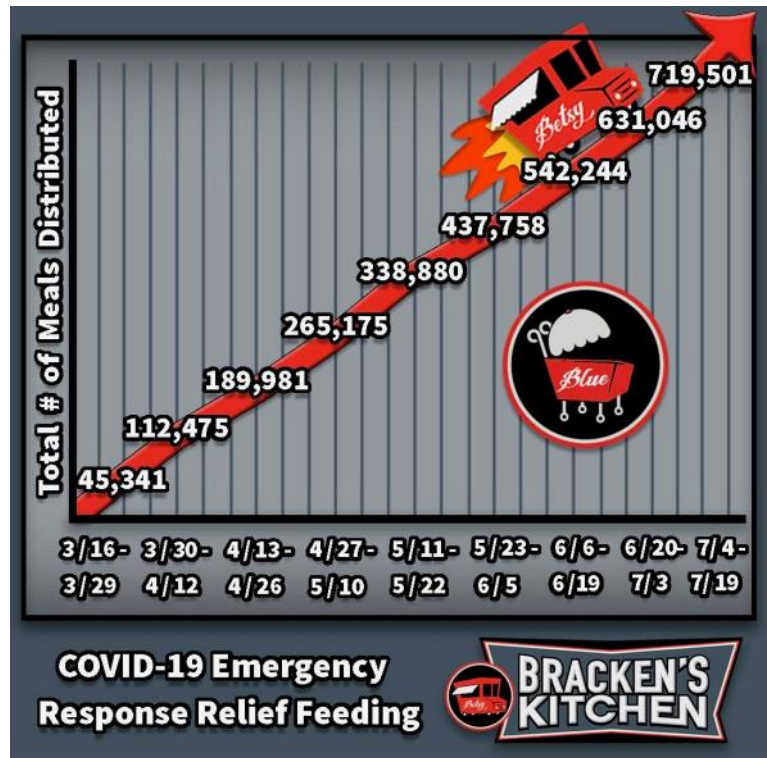 Total # of Meals Distributed
719,501
631,046
542,244
437,758
338,880
265,175
189,981
112,475
45,341
Betsy
Blue
3/16- 3/30- 4/13- 4/27- 5/11- 5/23- 6/6- 6/20- 7/4-
3/29 4/12 4/26 5/10 5/22 6/5 6/19 7/3 7/19
COVID-19 Emergency
Response Relief Feeding
Betsy
BRACKEN'S
KITCHEN